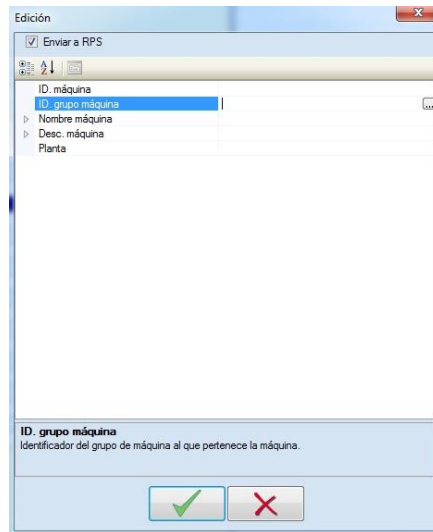 Edición
Enviar a RPS
ID. máquina
ID. grupo máquina
Nombre máquina
Desc. máquina
Planta
ID. grupo máquina
Identificador del grupo de máquina al que pertenece la máquina.